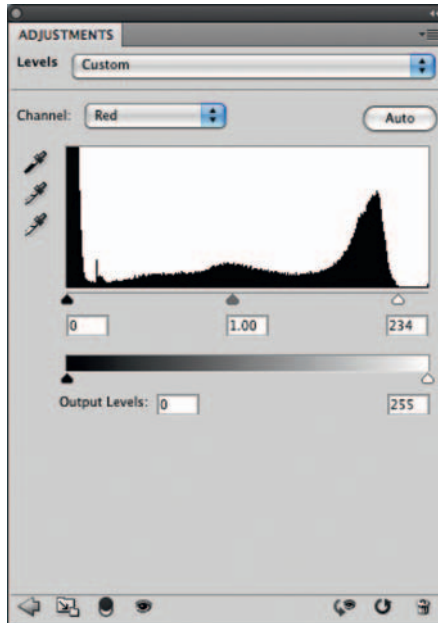 ADJUSTMENTS
Levels Custom
Channel: Red Auto
0 1.00 234
Output Levels: 0 255